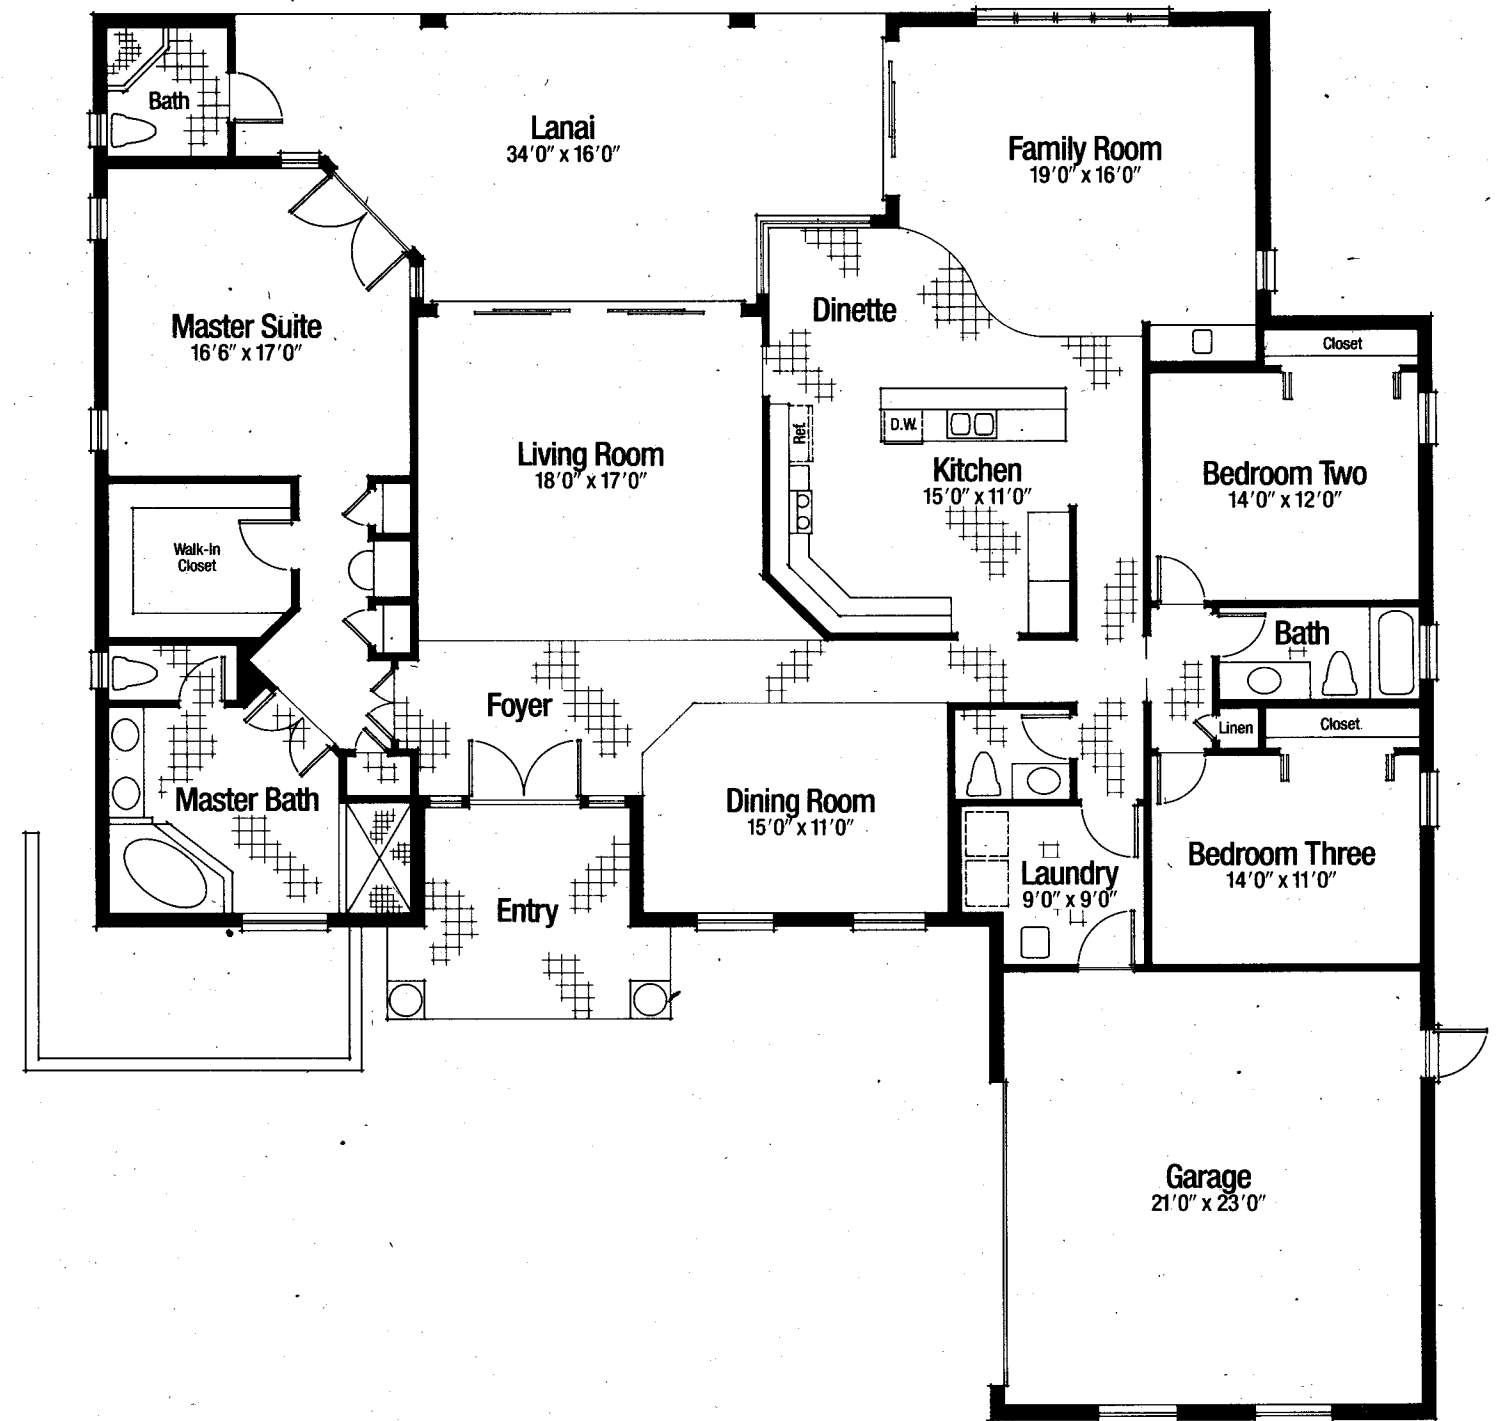 Bath
Lanai
34'0" x 16'0"
Family Room
19'0" x 16'0"
Master Suite
16'6" x 17'0"
Dinette
Closet
Living Room
18'0" x 17'0"
Ref.
D.W.
Kitchen
15'0" x 11'0"
Bedroom Two
14'0" x 12'0"
Walk-In
Closet
Bath
Foyer
Linen
Closet
Master Bath
Dining Room
15'0" x 11'0"
Bedroom Three
14'0" x 11'0"
Laundry
9'0" x 9'0"
Entry
Garage
21'0" x 23'0"